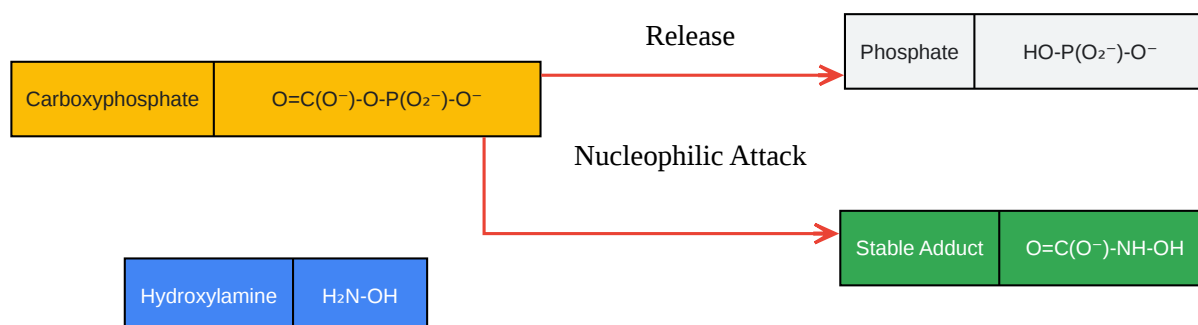 Release
Phosphate HO-P(O₂⁻)-O⁻
Carboxyphosphate O=C(O⁻)-O-P(O₂⁻)-O⁻
Nucleophilic Attack
Stable Adduct O=C(O⁻)-NH-OH
Hydroxylamine H₂N-OH